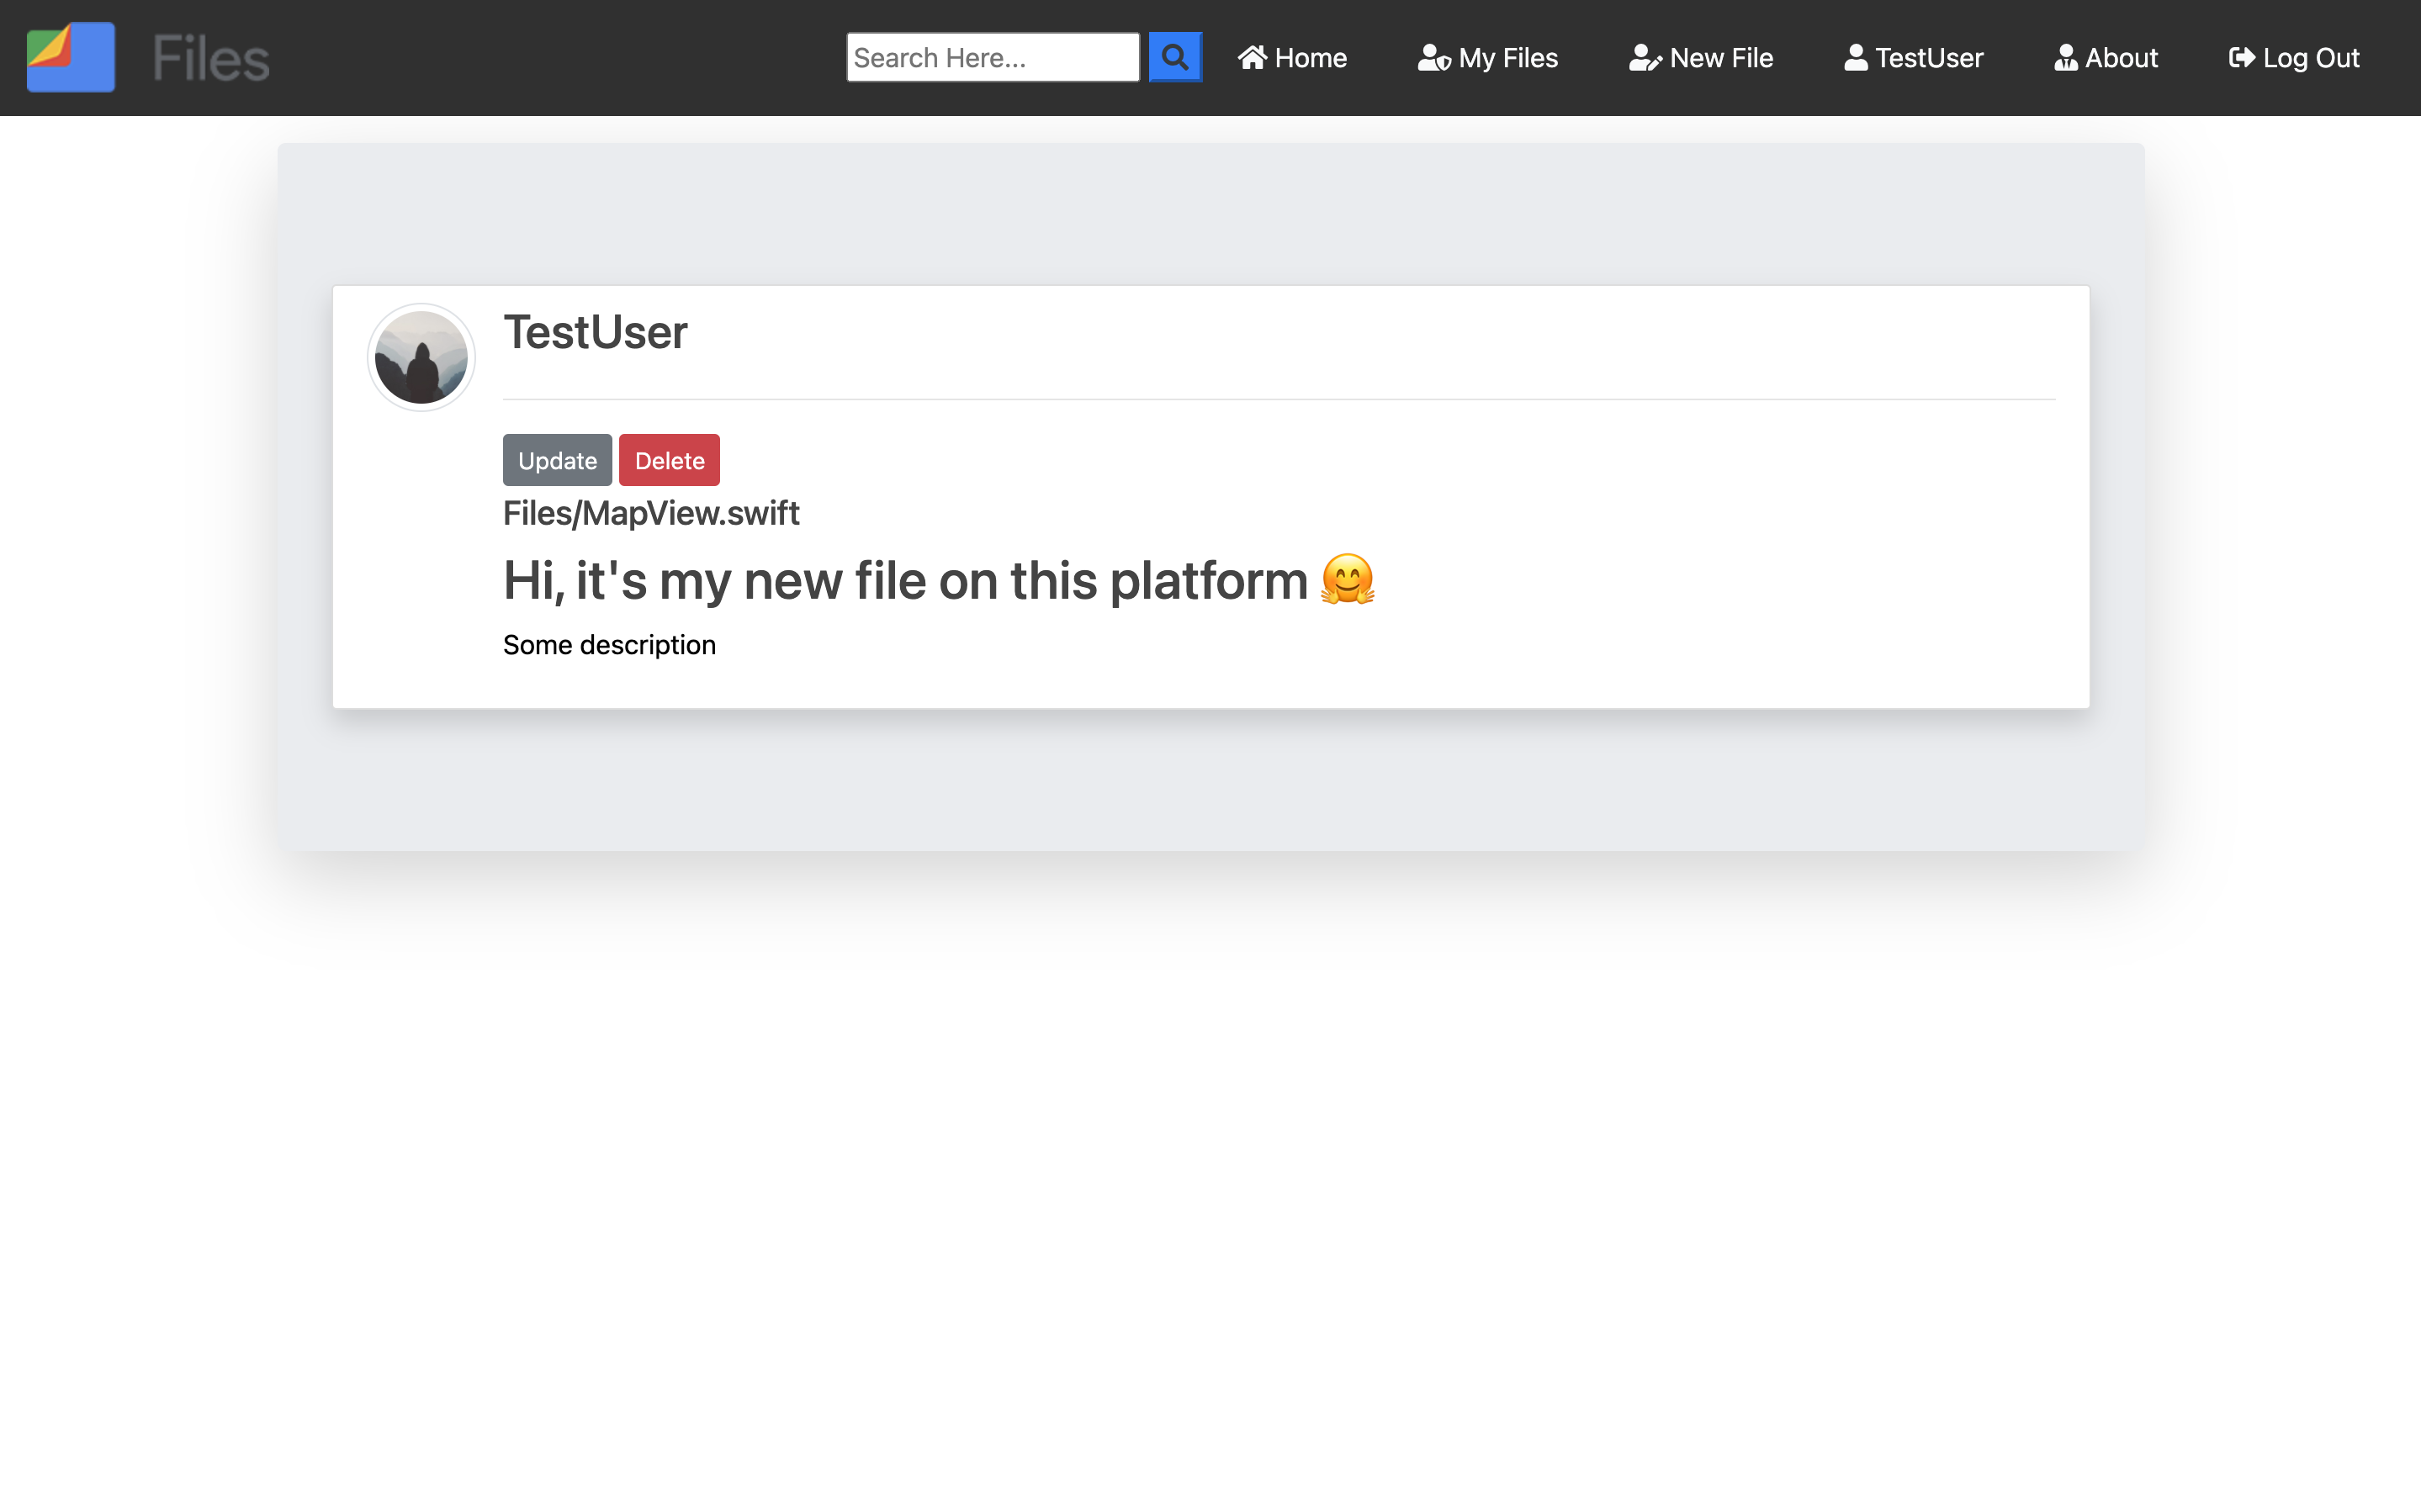 Files Search Here... Home My Files New File TestUser About Log Out
TestUser
Update Delete
Files/MapView.swift
Hi, it's my new file on this platform 🤗
Some description